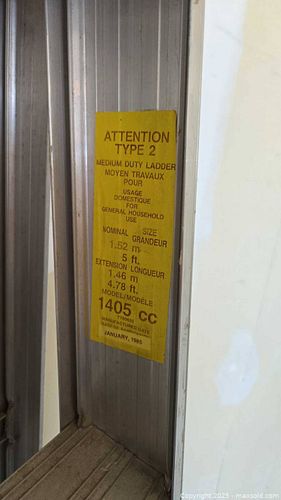 ATTENTION
TYPE 2
MEDIUM DUTY LADDER
MOYEN TRAVAUX
POUR
USAGE
DOMESTIQUE
FOR
GENERAL HOUSEHOLD
USE
NOMINAL SIZE
GRANDEUR
1.52 m
5 ft.
EXTENSION LONGUEUR
1.46 m
4.78 ft.
MODEL/MODÈLE
1405 CC
MANUFACTURED DATE
JANUARY, 1985
Copyright 2025 - maxsold.com